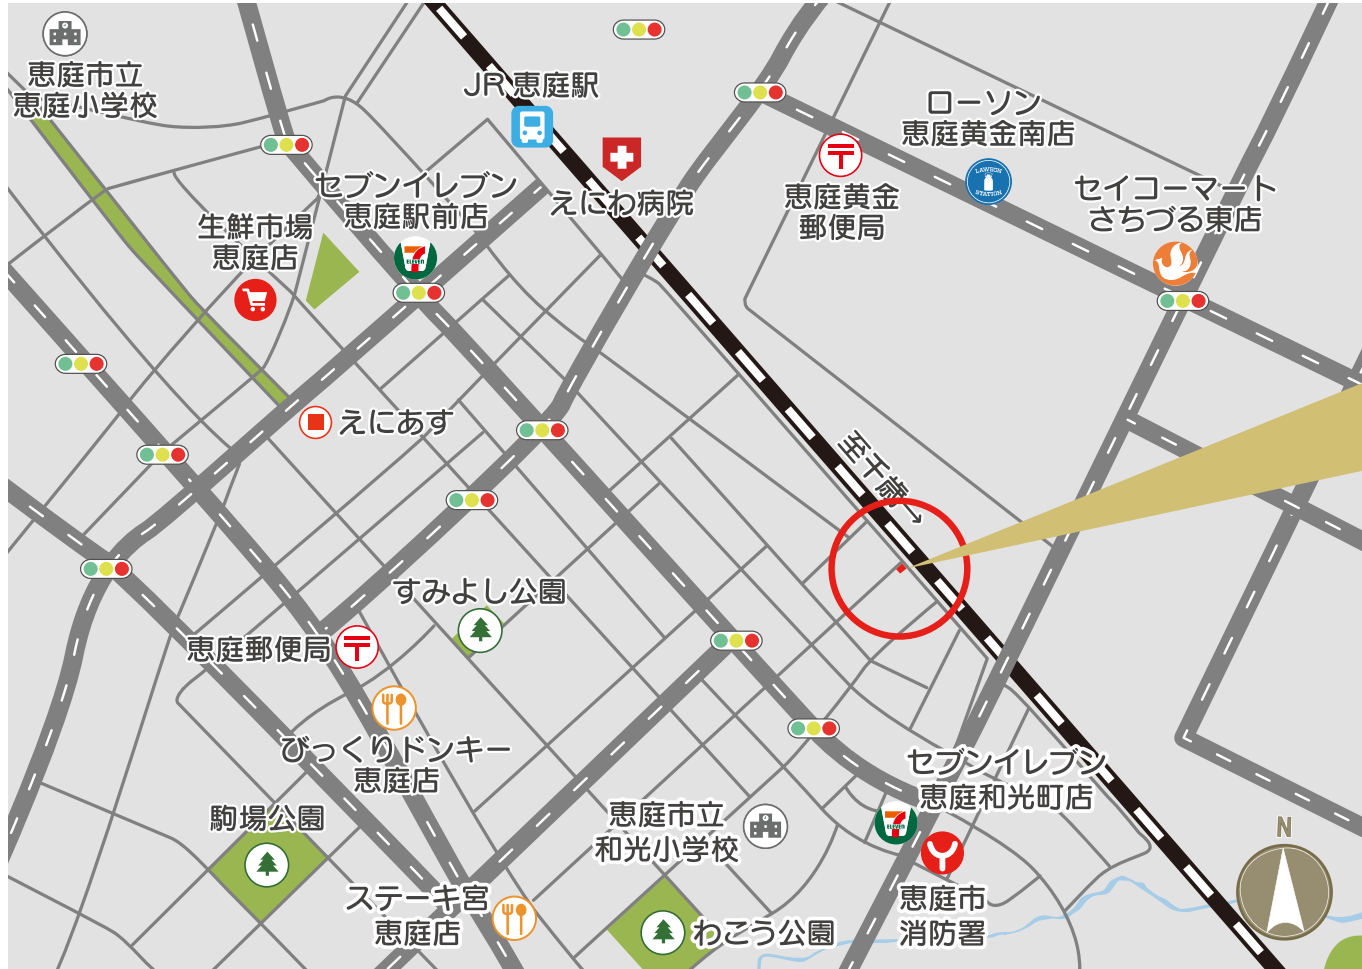 恵庭市立
恵庭小学校
JR 恵庭駅
ローソン
恵庭黄金南店
LAWSON
STATION
セブンイレブン
恵庭駅前店
7
ELEVEN
えにわ病院
恵庭黄金
郵便局
セイコーマート
さちづる東店
生鮮市場
恵庭店
えにあす
至千歳→
すみよし公園
恵庭郵便局
びっくりドンキー
恵庭店
駒場公園
恵庭市立
和光小学校
セブンイレブン
恵庭和光町店
7
ELEVEN
ステーキ宮
恵庭店
わこう公園
恵庭市
消防署
N